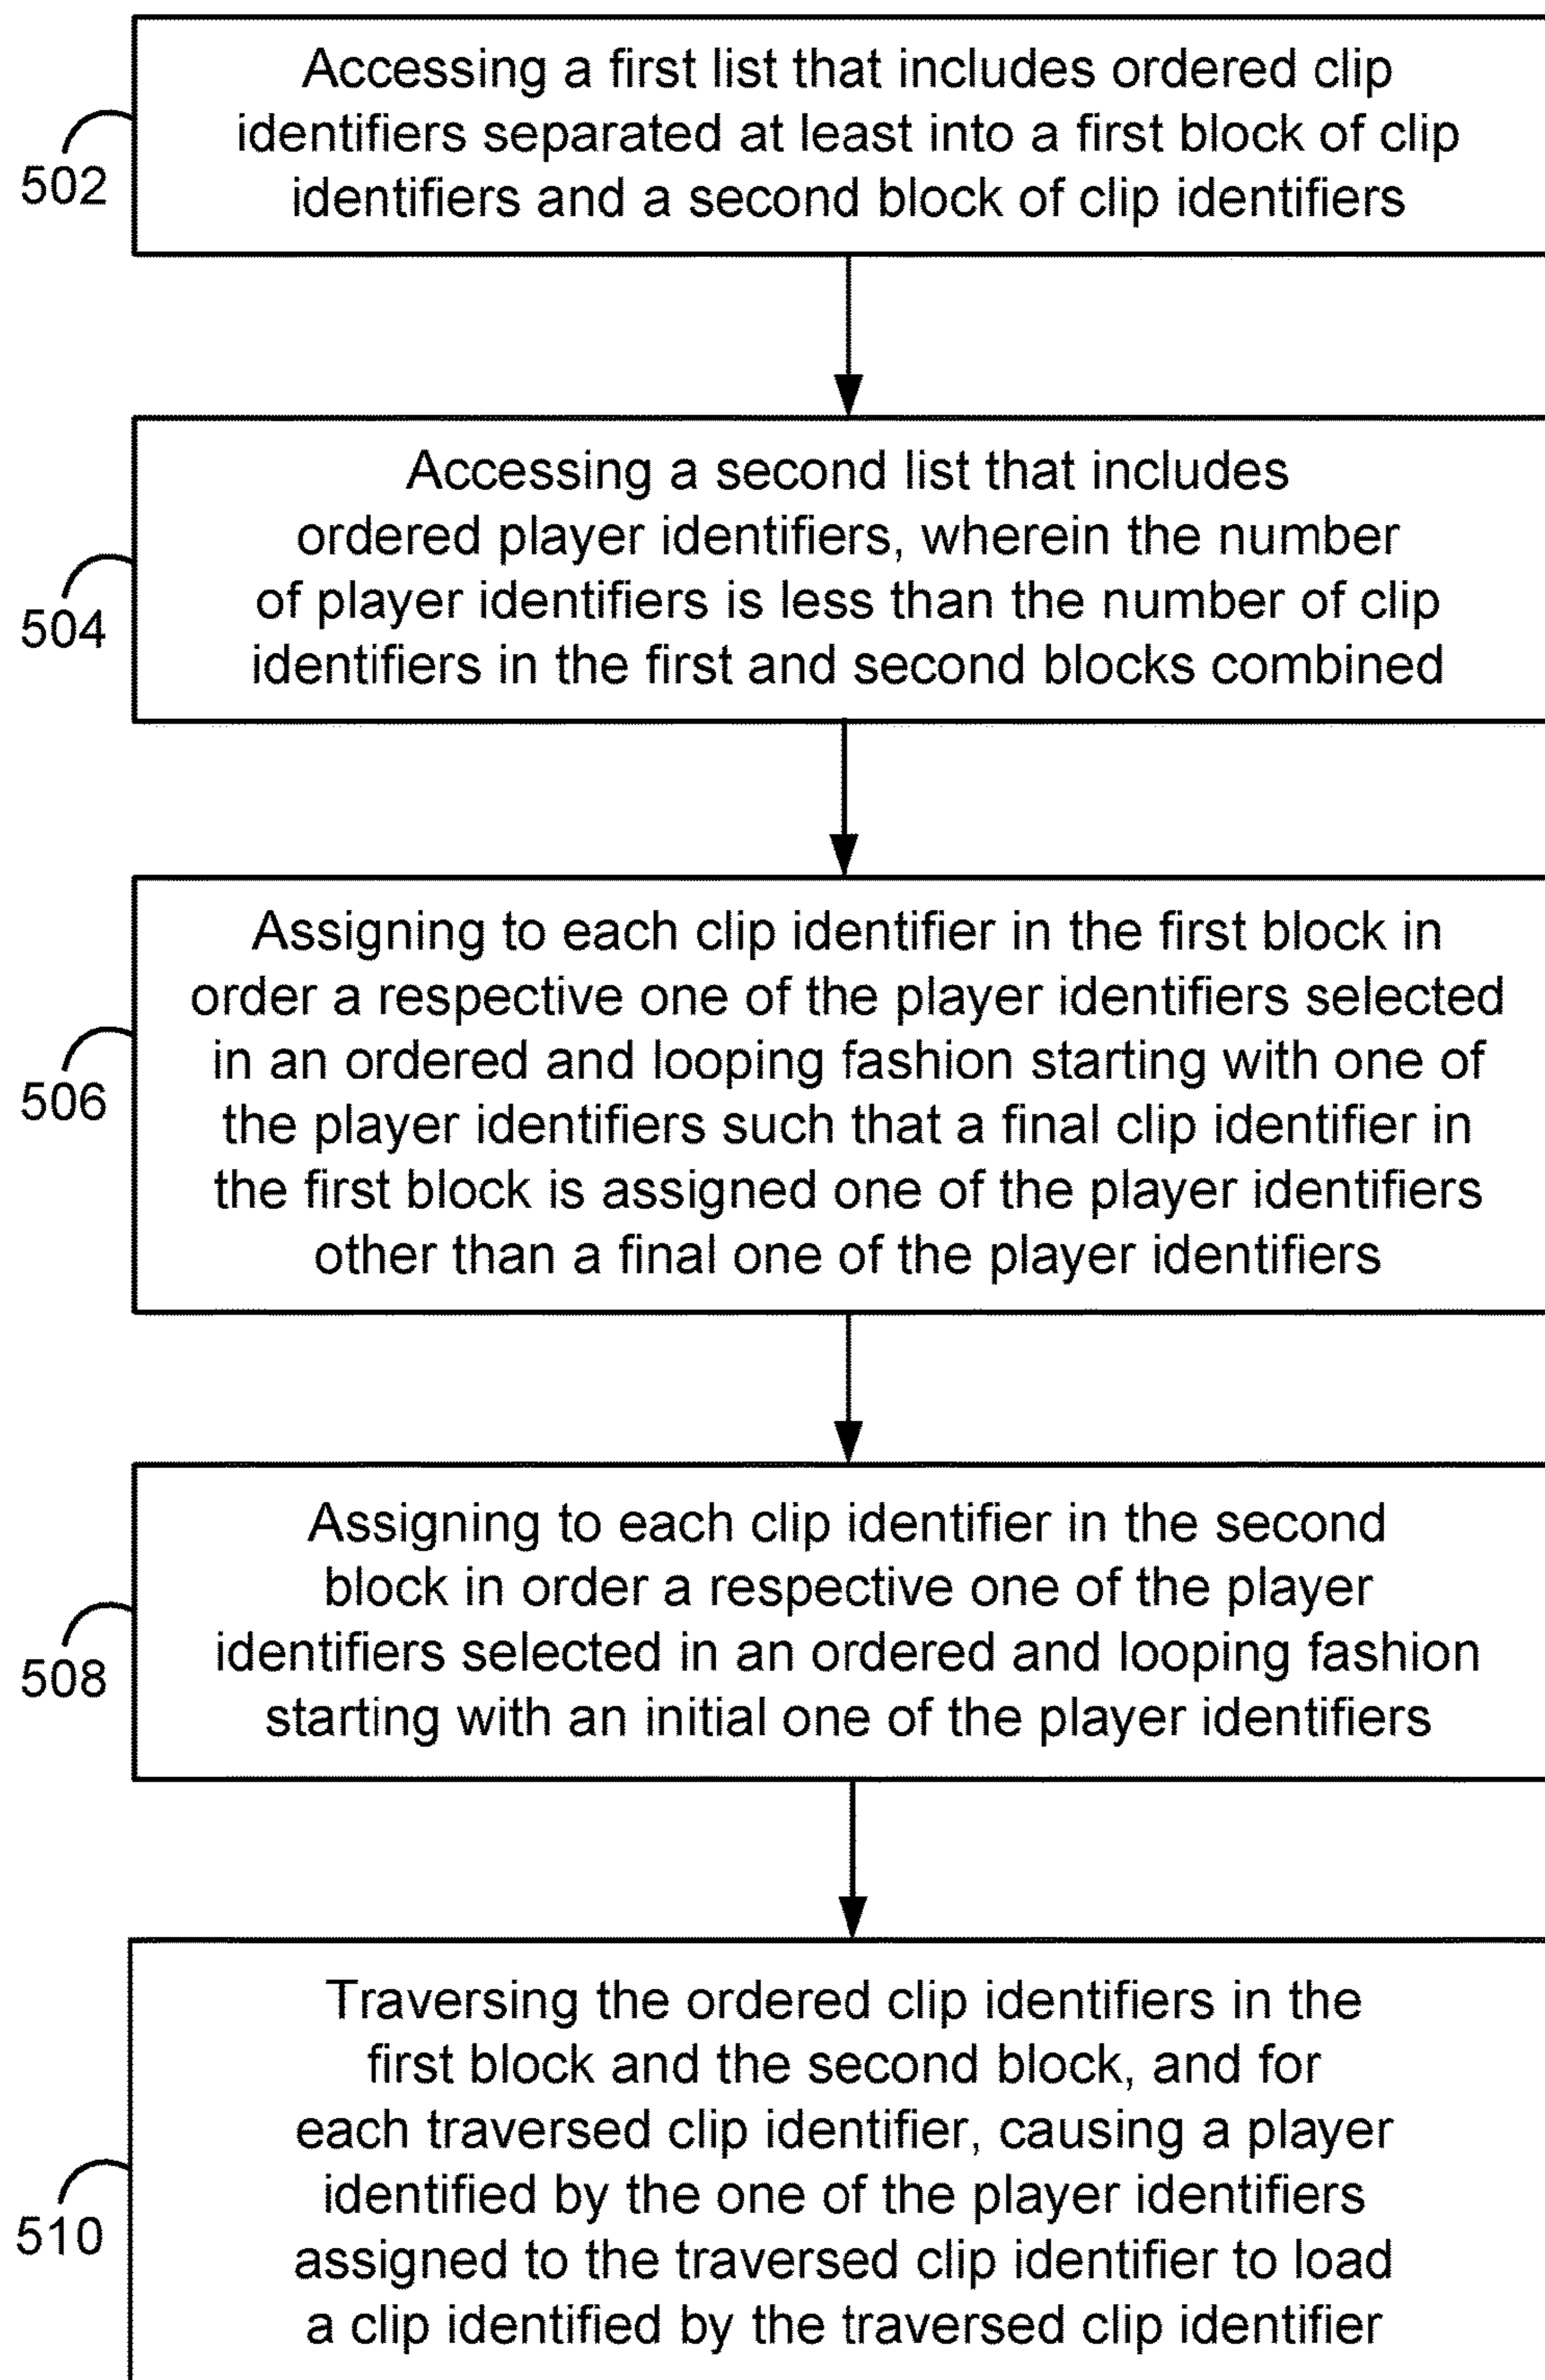 Accessing a first list that includes ordered clip
identifiers separated at least into a first block of clip
identifiers and a second block of clip identifiers
502
Accessing a second list that includes
ordered player identifiers, wherein the number
of player identifiers is less than the number of clip
identifiers in the first and second blocks combined
504
Assigning to each clip identifier in the first block in
order a respective one of the player identifiers selected
in an ordered and looping fashion starting with one of
the player identifiers such that a final clip identifier in
the first block is assigned one of the player identifiers
other than a final one of the player identifiers
506
Assigning to each clip identifier in the second
block in order a respective one of the player
identifiers selected in an ordered and looping fashion
starting with an initial one of the player identifiers
508
Traversing the ordered clip identifiers in the
first block and the second block, and for
each traversed clip identifier, causing a player
identified by the one of the player identifiers
assigned to the traversed clip identifier to load
a clip identified by the traversed clip identifier
510